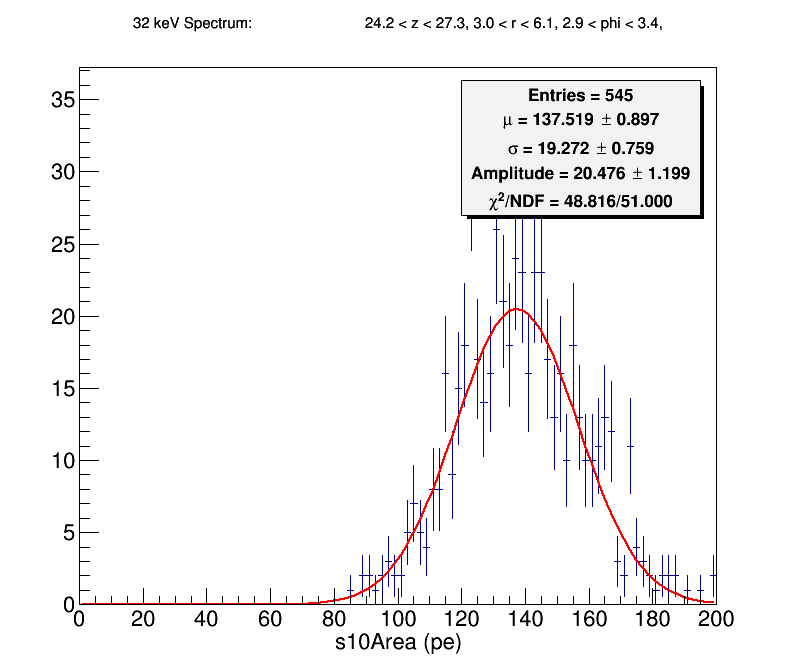 32 keV Spectrum: 24.2 < z < 27.3, 3.0 < r < 6.1, 2.9 < phi < 3.4,
Entries = 545
μ = 137.519 ± 0.897
σ = 19.272 ± 0.759
Amplitude = 20.476 ± 1.199
χ²/NDF = 48.816/51.000
35
30
25
20
15
10
5
0
0 20 40 60 80 100 120 140 160 180 200
s10Area (pe)